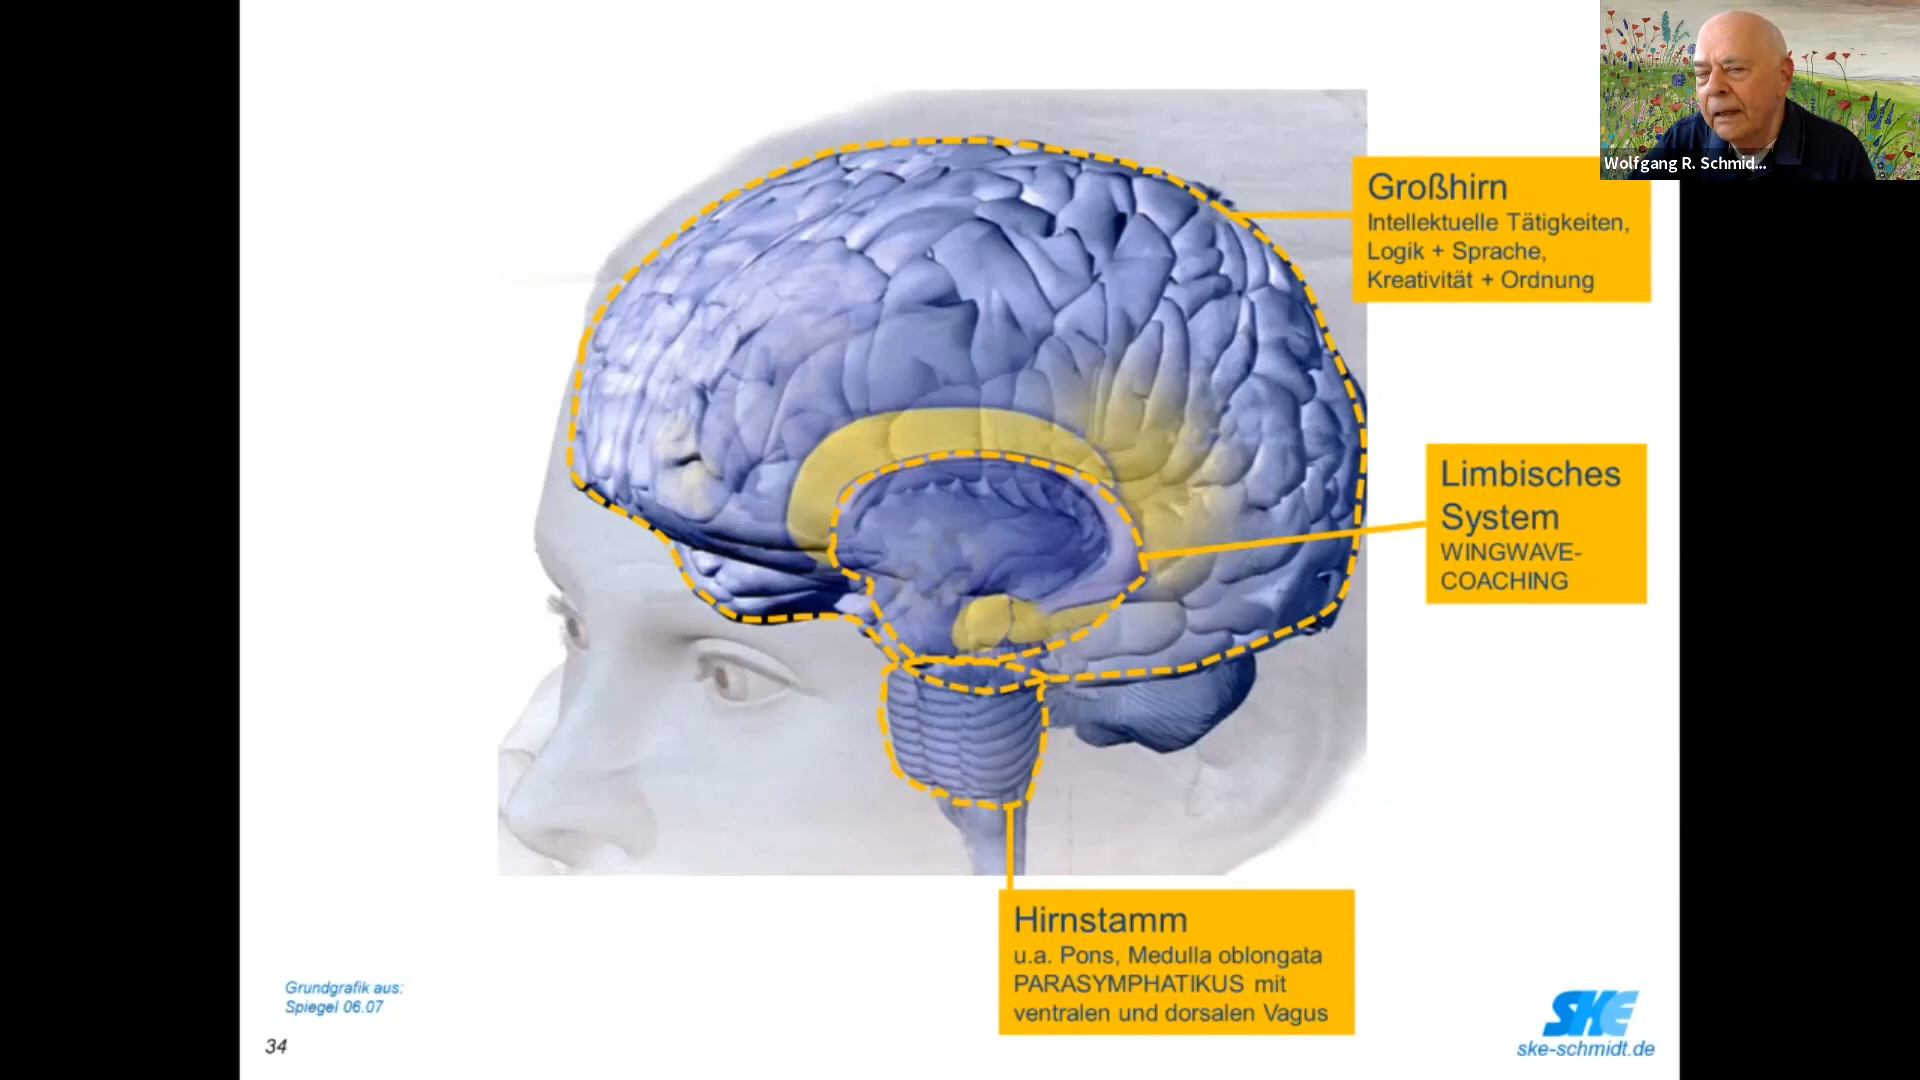 Wolfgang R. Schmid...
Großhirn
Intellektuelle Tätigkeiten,
Logik + Sprache,
Kreativität + Ordnung
Limbisches
System
WINGWAVE-
COACHING
Hirnstamm
u.a. Pons, Medulla oblongata
PARASYMPHATIKUS mit
ventralen und dorsalen Vagus
Grundgrafik aus:
Spiegel 06.07
34
SKE
ske-schmidt.de